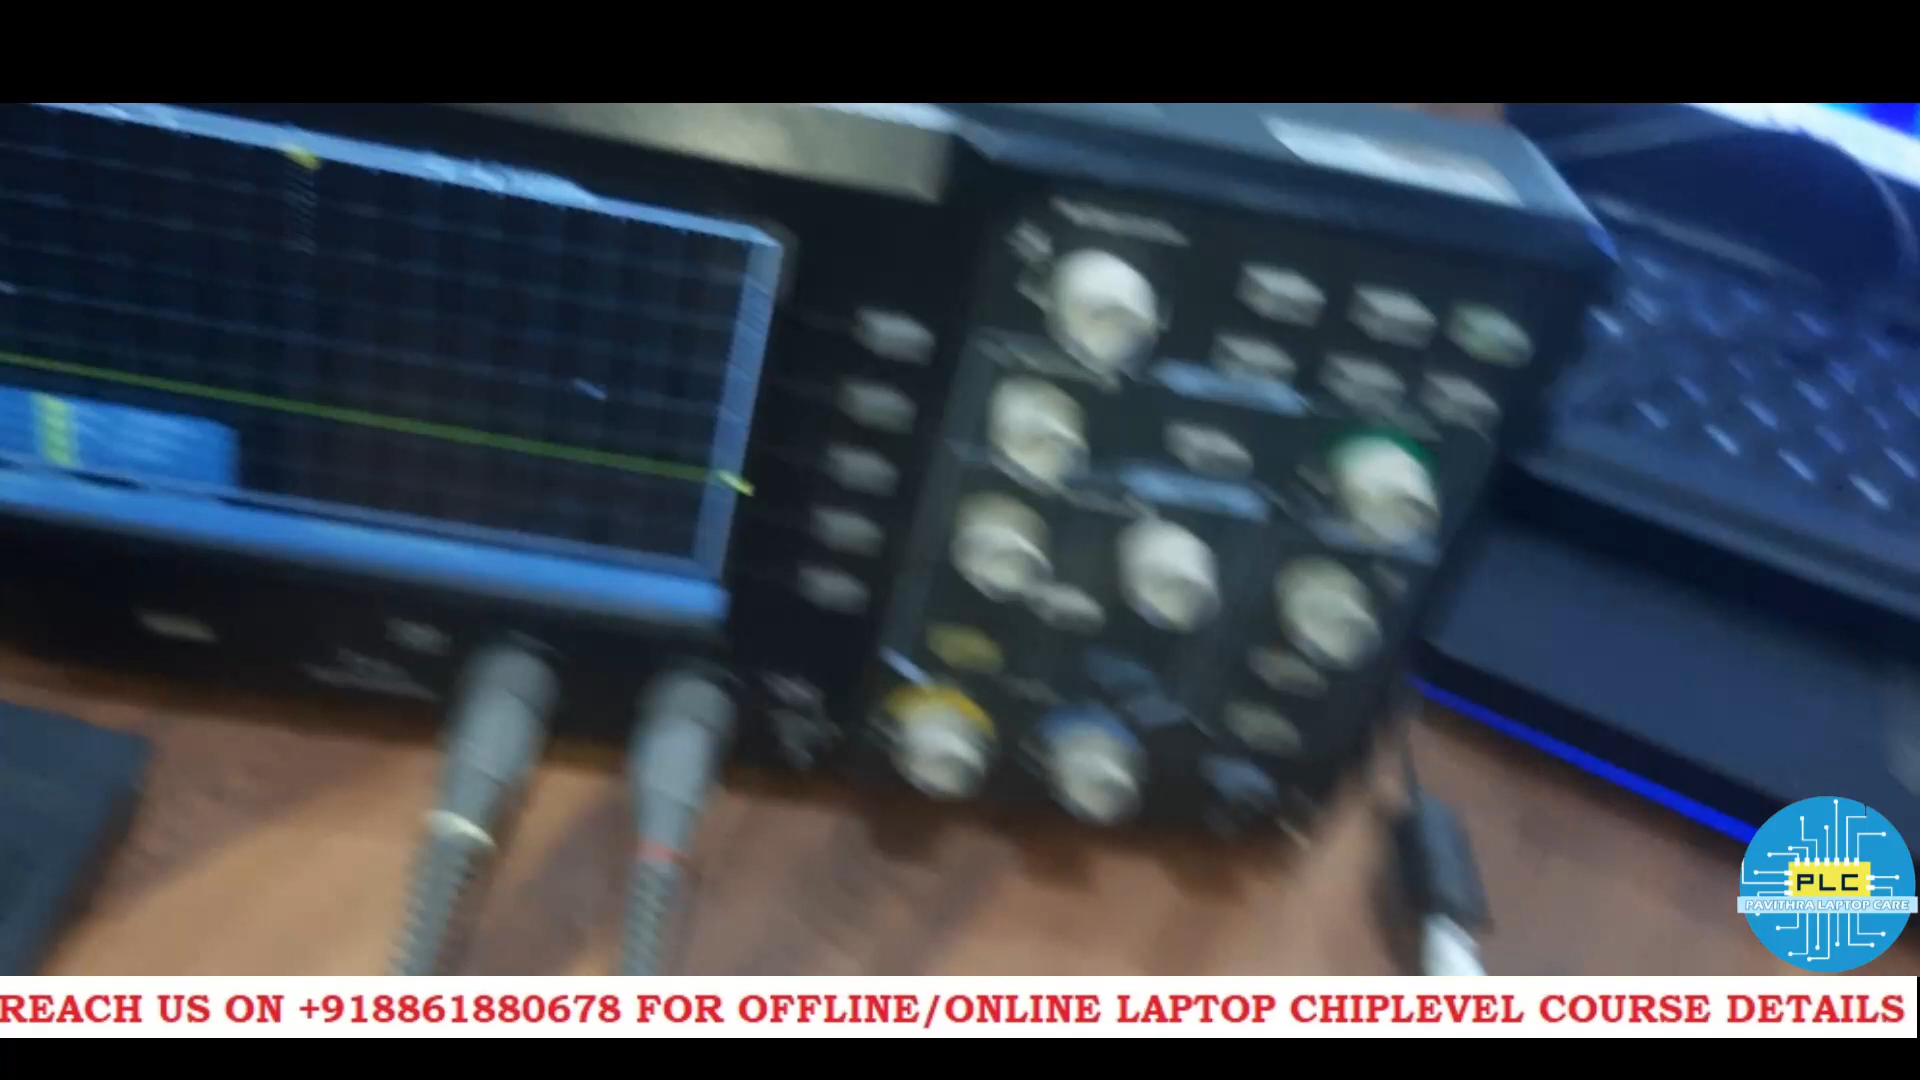 PLC
PAVITHRA LAPTOP CARE
REACH US ON +918861880678 FOR OFFLINE/ONLINE LAPTOP CHIPLEVEL COURSE DETAILS